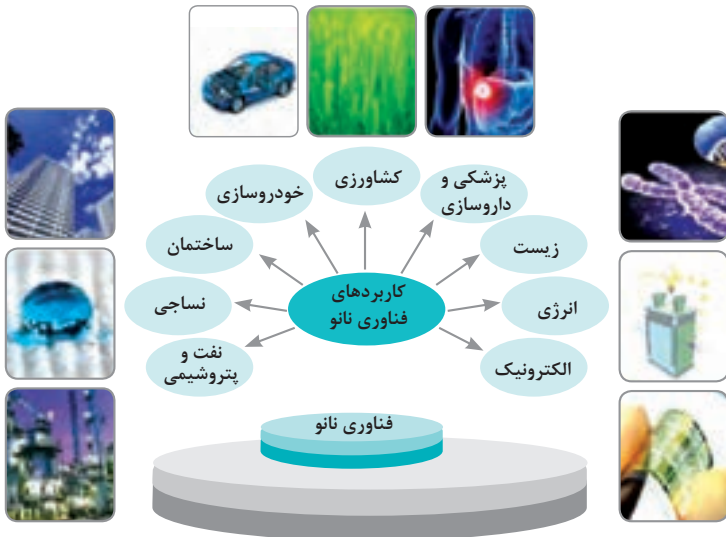 کشاورزی
پزشکی و
داروسازی
خودروسازی
زیست
ساختمان
کاربردهای
فناوری نانو
انرژی
نساجی
الکترونیک
نفت و
پتروشیمی
فناوری نانو